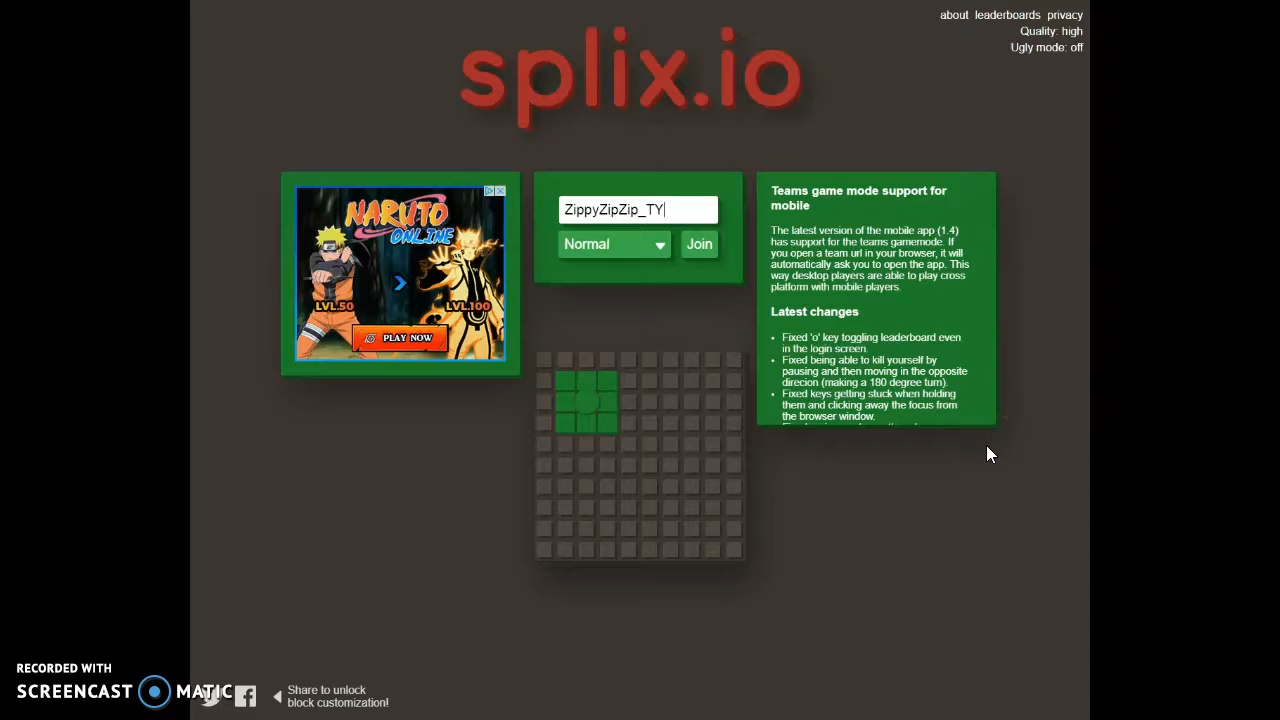 about leaderboards privacy
Quality: high
Ugly mode: off
splix.io
NARUTO
ONLINE
LVL.50
LVL.100
PLAY NOW
ZippyZipZip_TY
Normal
Join
Teams game mode support for
mobile
The latest version of the mobile app (1.4)
has support for the teams gamemode. If
you open a team url in your browser, it will
automatically ask you to open the app. This
way desktop players are able to play cross
platform with mobile players.
Latest changes
• Fixed 'o' key toggling leaderboard even
in the login screen.
• Fixed being able to kill yourself by
pausing and then moving in the opposite
direcion (making a 180 degree turn).
• Fixed keys getting stuck when holding
them and clicking away the focus from
the browser window.
RECORDED WITH
SCREENCAST MATIC
Share to unlock
block customization!